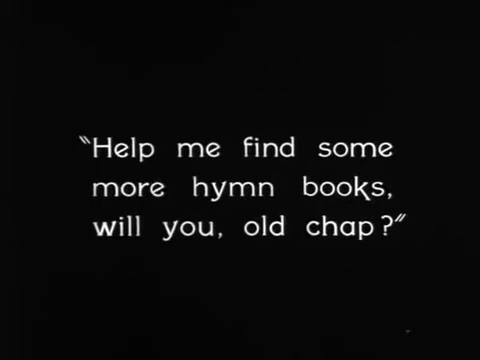 "Help me find some
more hymn books,
will you, old chap?"